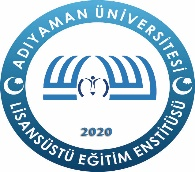 ADIYAMAN ÜNİVERSİTESİ
2020
LİSANSÜSTÜ EĞİTİM ENSTİTÜSÜ